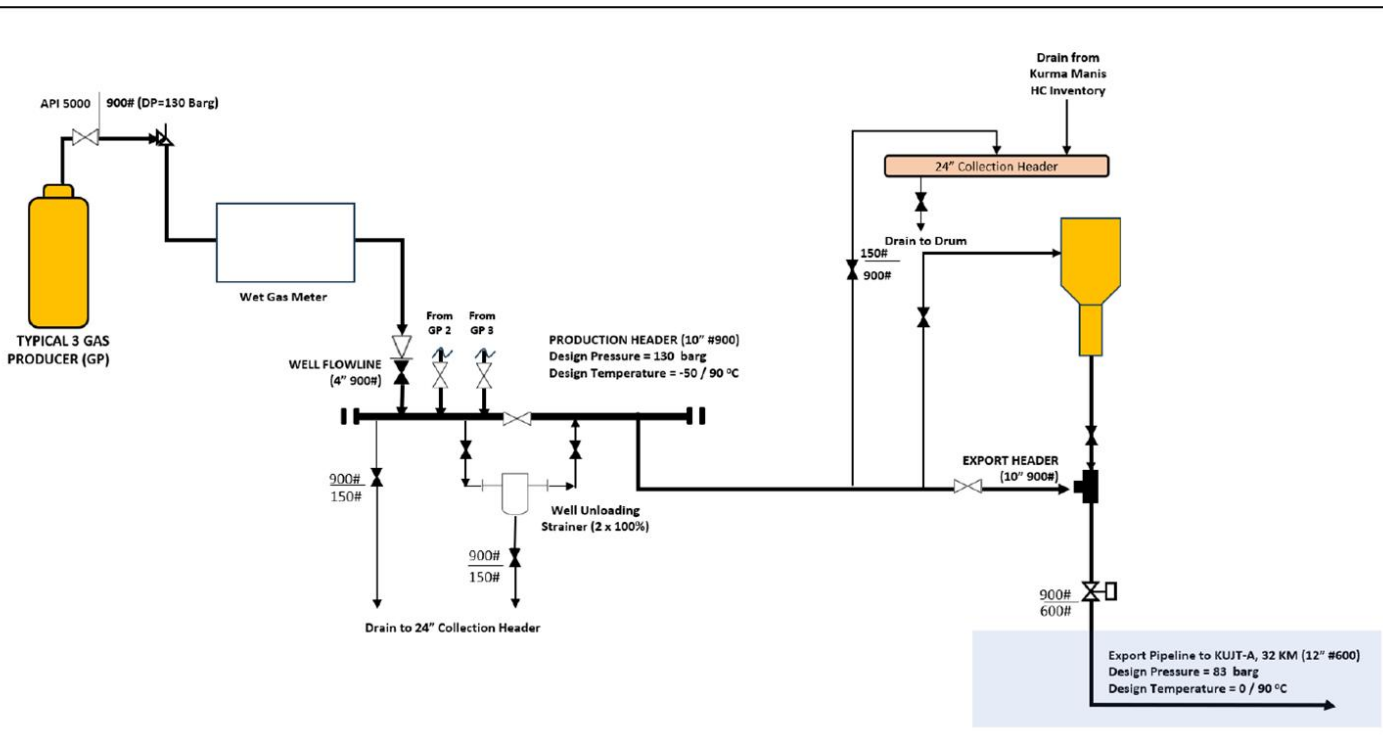 Drain from
Kurma Manis
HC Inventory
API 5000
900# (DP=130 Barg)
24” Collection Header
Drain to Drum
150#
900#
Wet Gas Meter
TYPICAL 3 GAS
PRODUCER (GP)
From
GP 2
From
GP 3
WELL FLOWLINE
(4” 900#)
PRODUCTION HEADER (10” #900)
Design Pressure = 130 barg
Design Temperature = -50 / 90 °C
900#
150#
Well Unloading
Strainer (2 x 100%)
900#
150#
Drain to 24” Collection Header
EXPORT HEADER
(10” 900#)
900#
600#
Export Pipeline to KUJT-A, 32 KM (12” #600)
Design Pressure = 83 barg
Design Temperature = 0 / 90 °C